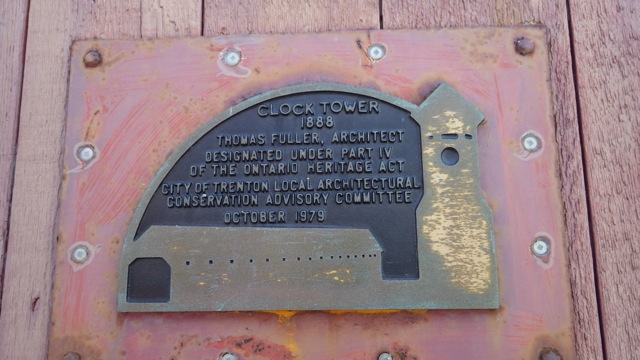 CLOCK TOWER
1888
THOMAS FULLER, ARCHITECT
DESIGNATED UNDER PART IV
OF THE ONTARIO HERITAGE ACT
CITY OF TRENTON LOCAL ARCHITECTURAL
CONSERVATION ADVISORY COMMITTEE
OCTOBER 1979